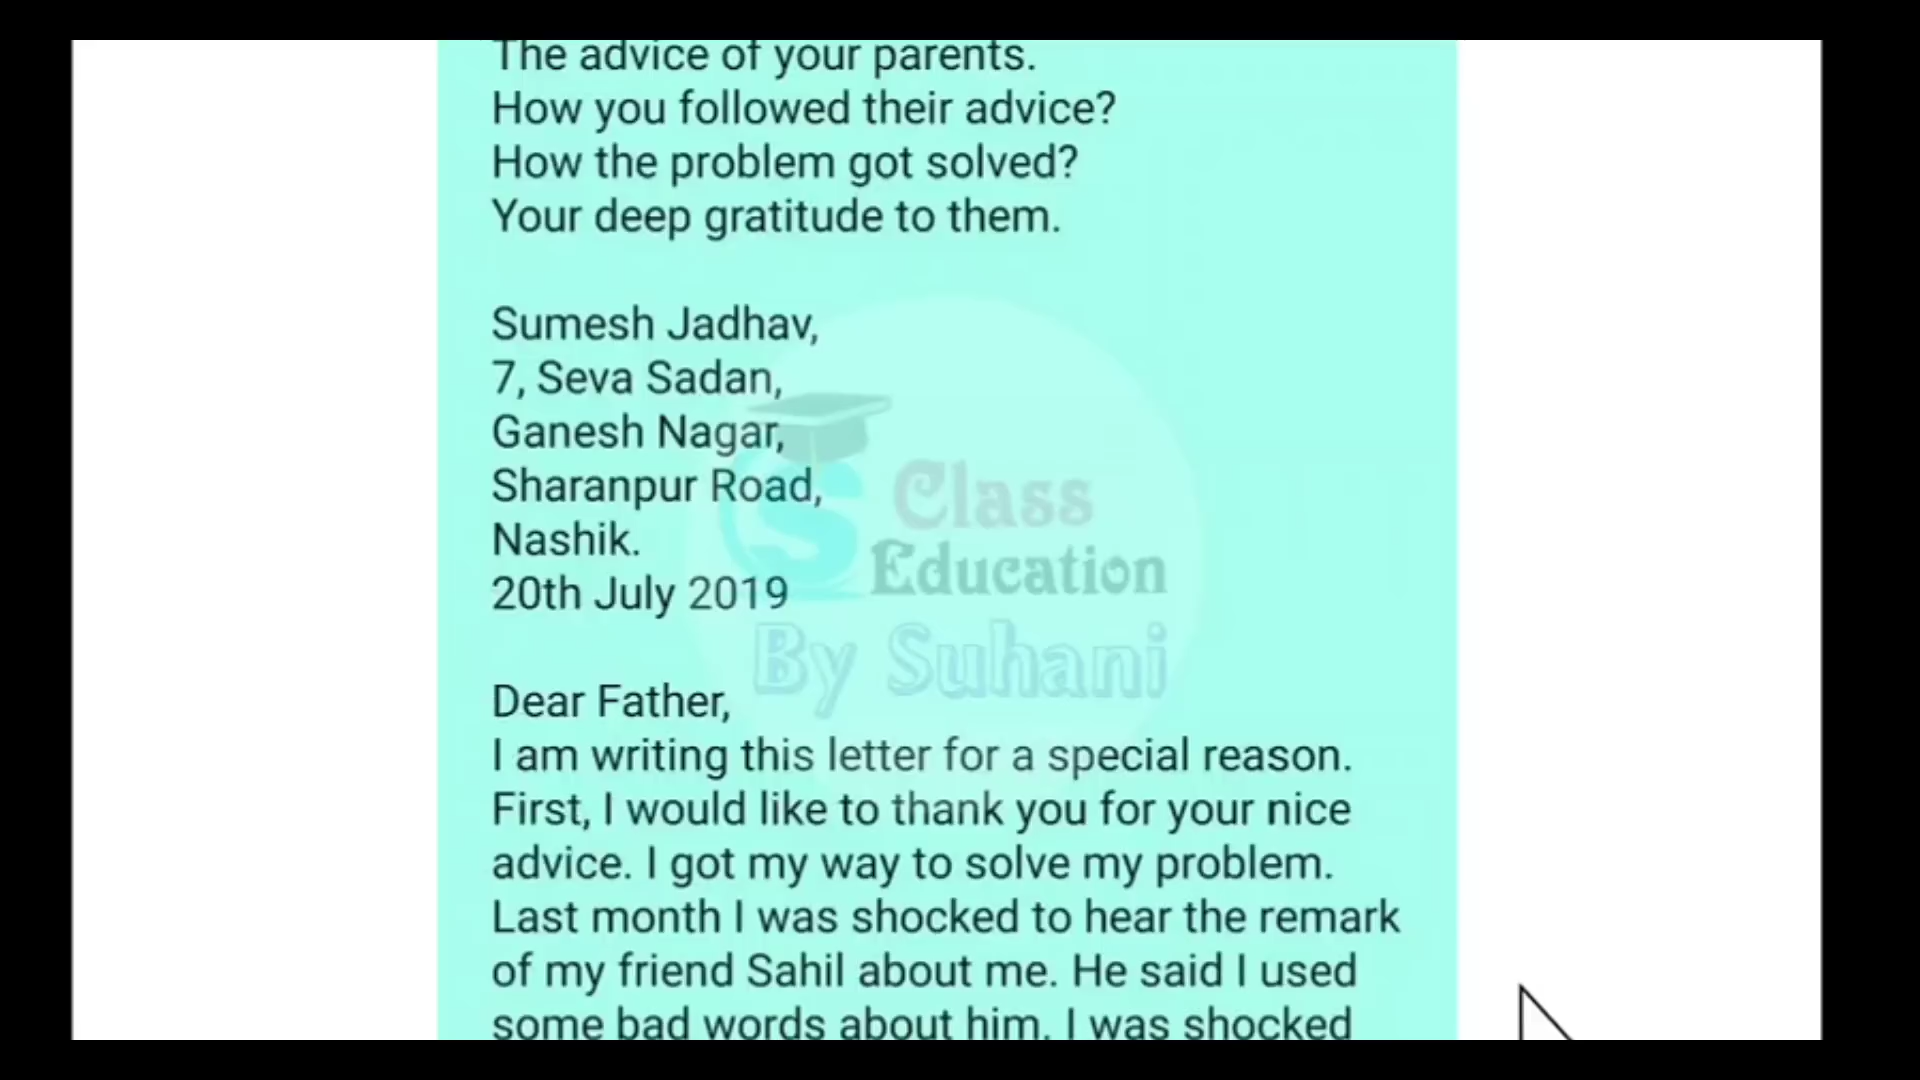 The advice of your parents.
How you followed their advice?
How the problem got solved?
Your deep gratitude to them.
Sumesh Jadhav,
7, Seva Sadan,
Ganesh Nagar,
Sharanpur Road,
Nashik.
20th July 2019
S Class
Education
By Suhani
Dear Father,
I am writing this letter for a special reason.
First, I would like to thank you for your nice
advice. I got my way to solve my problem.
Last month I was shocked to hear the remark
of my friend Sahil about me. He said I used
some bad words about him. I was shocked